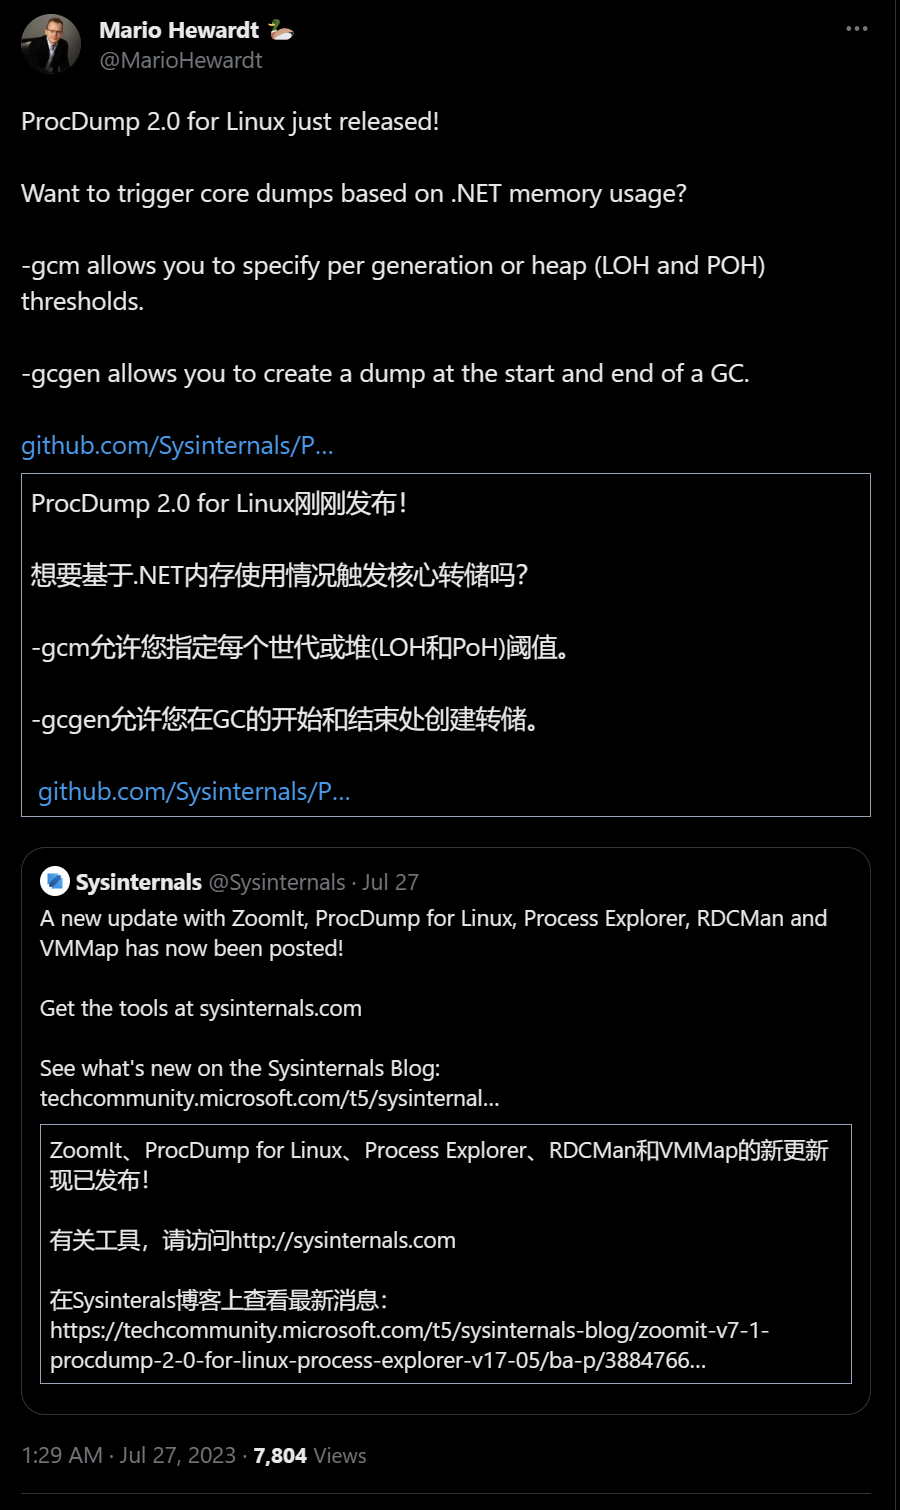 Mario Hewardt 🦆
@MarioHewardt
ProcDump 2.0 for Linux just released!
Want to trigger core dumps based on .NET memory usage?
-gcm allows you to specify per generation or heap (LOH and POH)
thresholds.
-gcgen allows you to create a dump at the start and end of a GC.
github.com/Sysinternals/P...
ProcDump 2.0 for Linux刚刚发布！
想要基于.NET内存使用情况触发核心转储吗？
-gcm允许您指定每个世代或堆(LOH和PoH)阈值。
-gcgen允许您在GC的开始和结束处创建转储。
github.com/Sysinternals/P...
Sysinternals @Sysinternals · Jul 27
A new update with ZoomIt, ProcDump for Linux, Process Explorer, RDCMan and
VMMap has now been posted!
Get the tools at sysinternals.com
See what's new on the Sysinternals Blog:
techcommunity.microsoft.com/t5/sysinternal...
ZoomIt、ProcDump for Linux、Process Explorer、RDCMan和VMMap的新更新
现已发布！
有关工具，请访问http://sysinternals.com
在Sysinterals博客上查看最新消息：
https://techcommunity.microsoft.com/t5/sysinternals-blog/zoomit-v7-1-
procdump-2-0-for-linux-process-explorer-v17-05/ba-p/3884766...
1:29 AM · Jul 27, 2023 · 7,804 Views